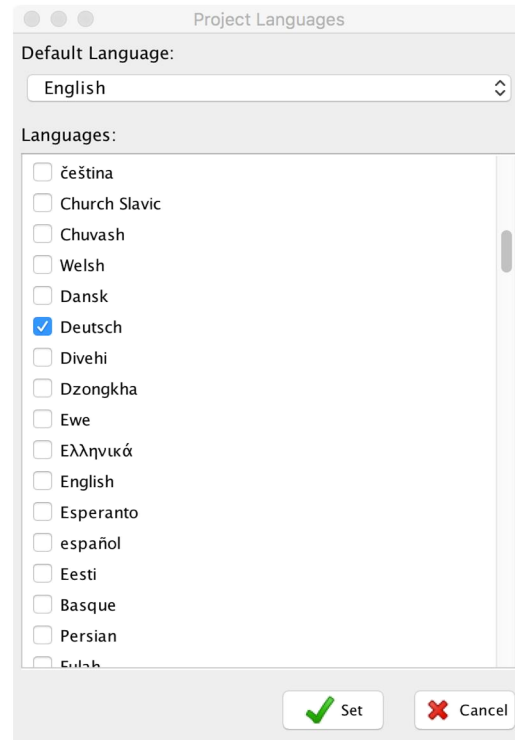 Project Languages
Default Language:
English
Languages:
čeština
Church Slavic
Chuvash
Welsh
Dansk
Deutsch
Divehi
Dzongkha
Ewe
Ελληνικά
English
Esperanto
español
Eesti
Basque
Persian
Fulah
Set
Cancel